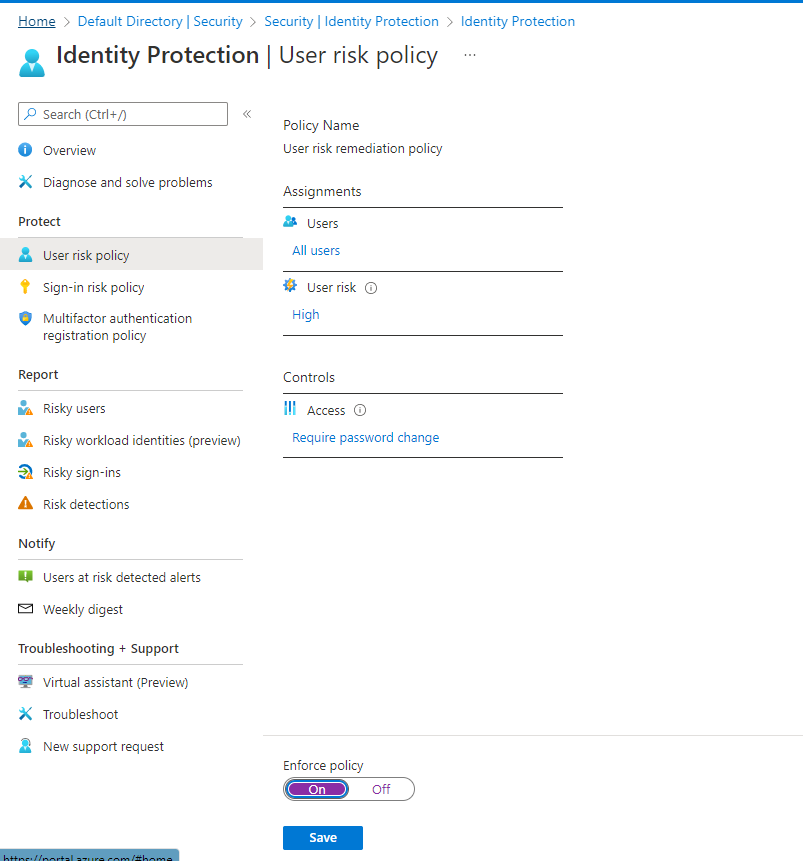 Home > Default Directory | Security > Security | Identity Protection > Identity Protection
Identity Protection | User risk policy ...
Search (Ctrl+/) «
Overview
Diagnose and solve problems
Protect
User risk policy
Sign-in risk policy
Multifactor authentication
registration policy
Report
Risky users
Risky workload identities (preview)
Risky sign-ins
Risk detections
Notify
Users at risk detected alerts
Weekly digest
Troubleshooting + Support
Virtual assistant (Preview)
Troubleshoot
New support request
Policy Name
User risk remediation policy
Assignments
Users
All users
User risk
High
Controls
Access
Require password change
Enforce policy
On Off
Save
https://portal.azure.com/#home